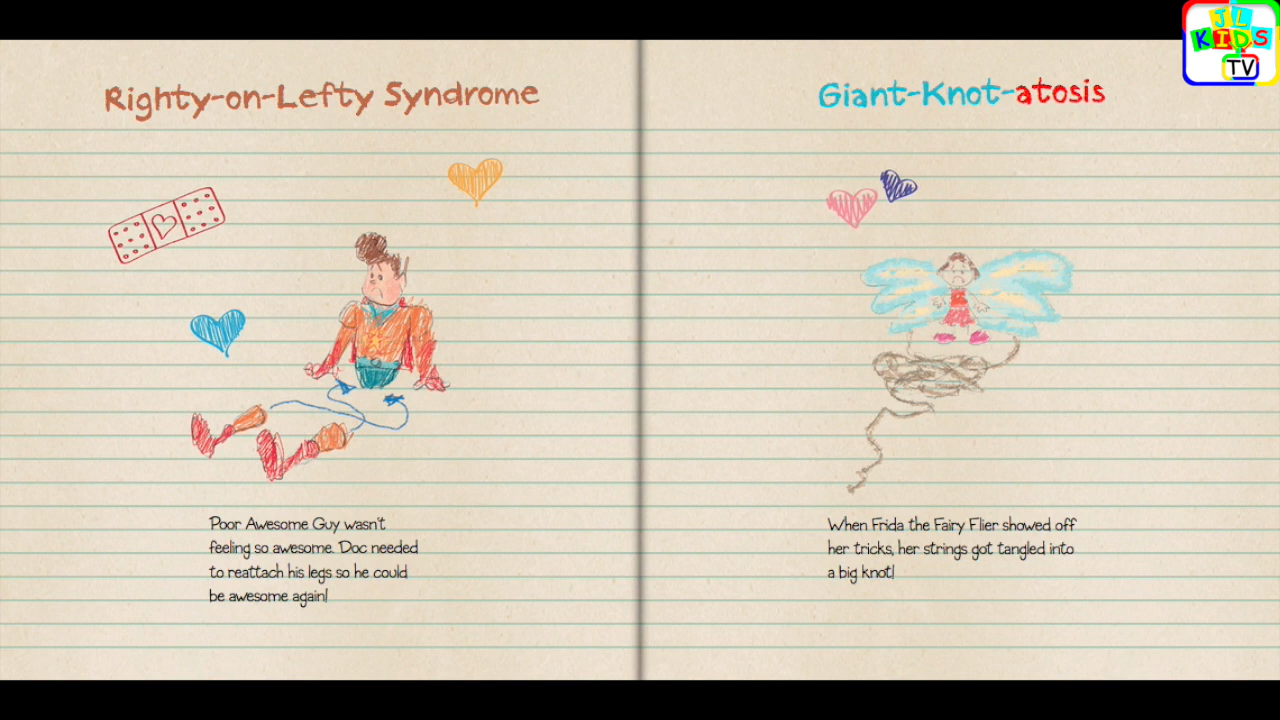 Righty-on-Lefty Syndrome
Poor Awesome Guy wasn't
feeling so awesome. Doc needed
to reattach his legs so he could
be awesome again!
Giant-Knot-atosis
When Frida the Fairy Flier showed off
her tricks, her strings got tangled into
a big knot!
JL
KIDS
TV